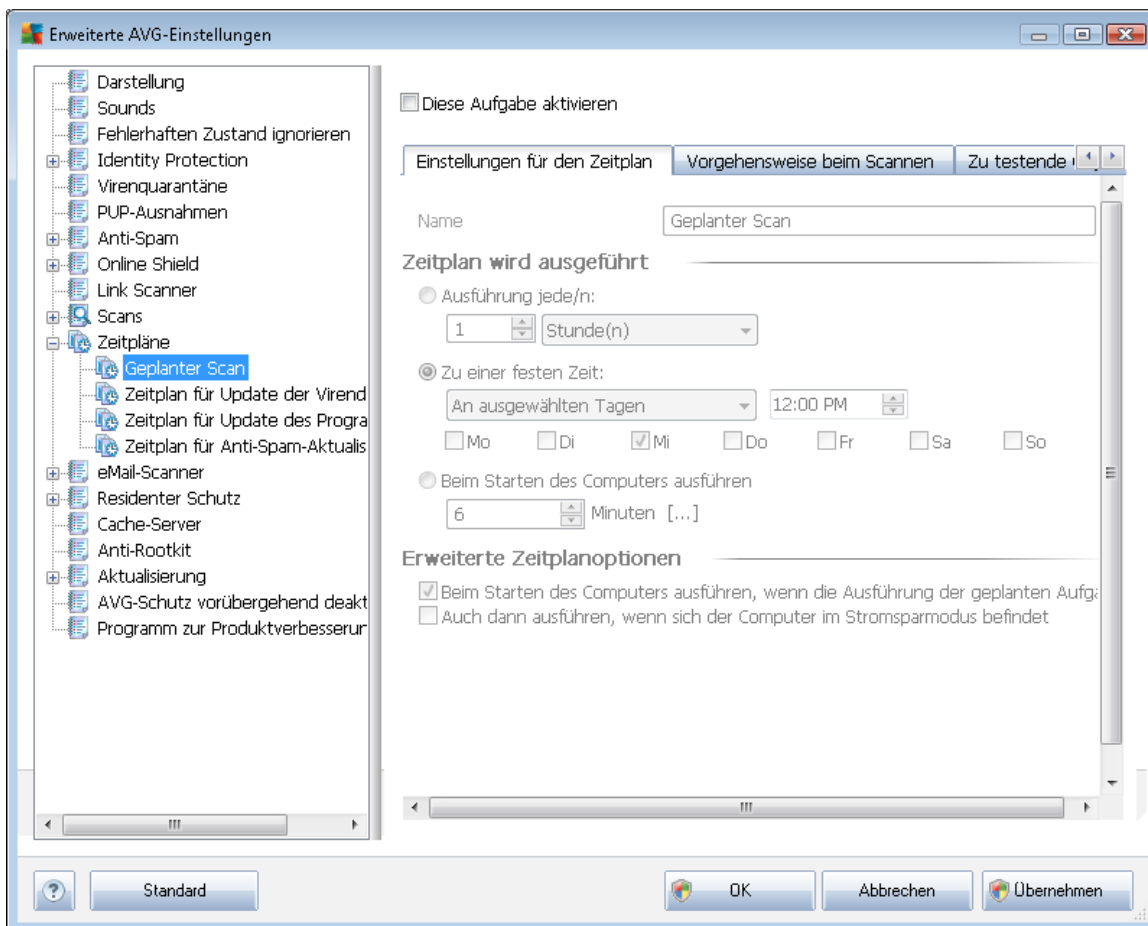 Erweiterte AVG-Einstellungen
Darstellung
Sounds
Fehlerhaften Zustand ignorieren
Identity Protection
Virenquarantäne
PUP-Ausnahmen
Anti-Spam
Online Shield
Link Scanner
Scans
Zeitpläne
Geplanter Scan
Zeitplan für Update der Virend
Zeitplan für Update des Progra
Zeitplan für Anti-Spam-Aktualis
eMail-Scanner
Residenter Schutz
Cache-Server
Anti-Rootkit
Aktualisierung
AVG-Schutz vorübergehend deakt
Programm zur Produktverbesserun
Diese Aufgabe aktivieren
Einstellungen für den Zeitplan Vorgehensweise beim Scannen Zu testende
Name Geplanter Scan
Zeitplan wird ausgeführt
Ausführung jede/n:
1 Stunde(n)
Zu einer festen Zeit:
An ausgewählten Tagen 12:00 PM
Mo Di Mi Do Fr Sa So
Beim Starten des Computers ausführen
6 Minuten [...]
Erweiterte Zeitplanoptionen
Beim Starten des Computers ausführen, wenn die Ausführung der geplanten Aufga
Auch dann ausführen, wenn sich der Computer im Stromsparmodus befindet
? Standard OK Abbrechen Übernehmen